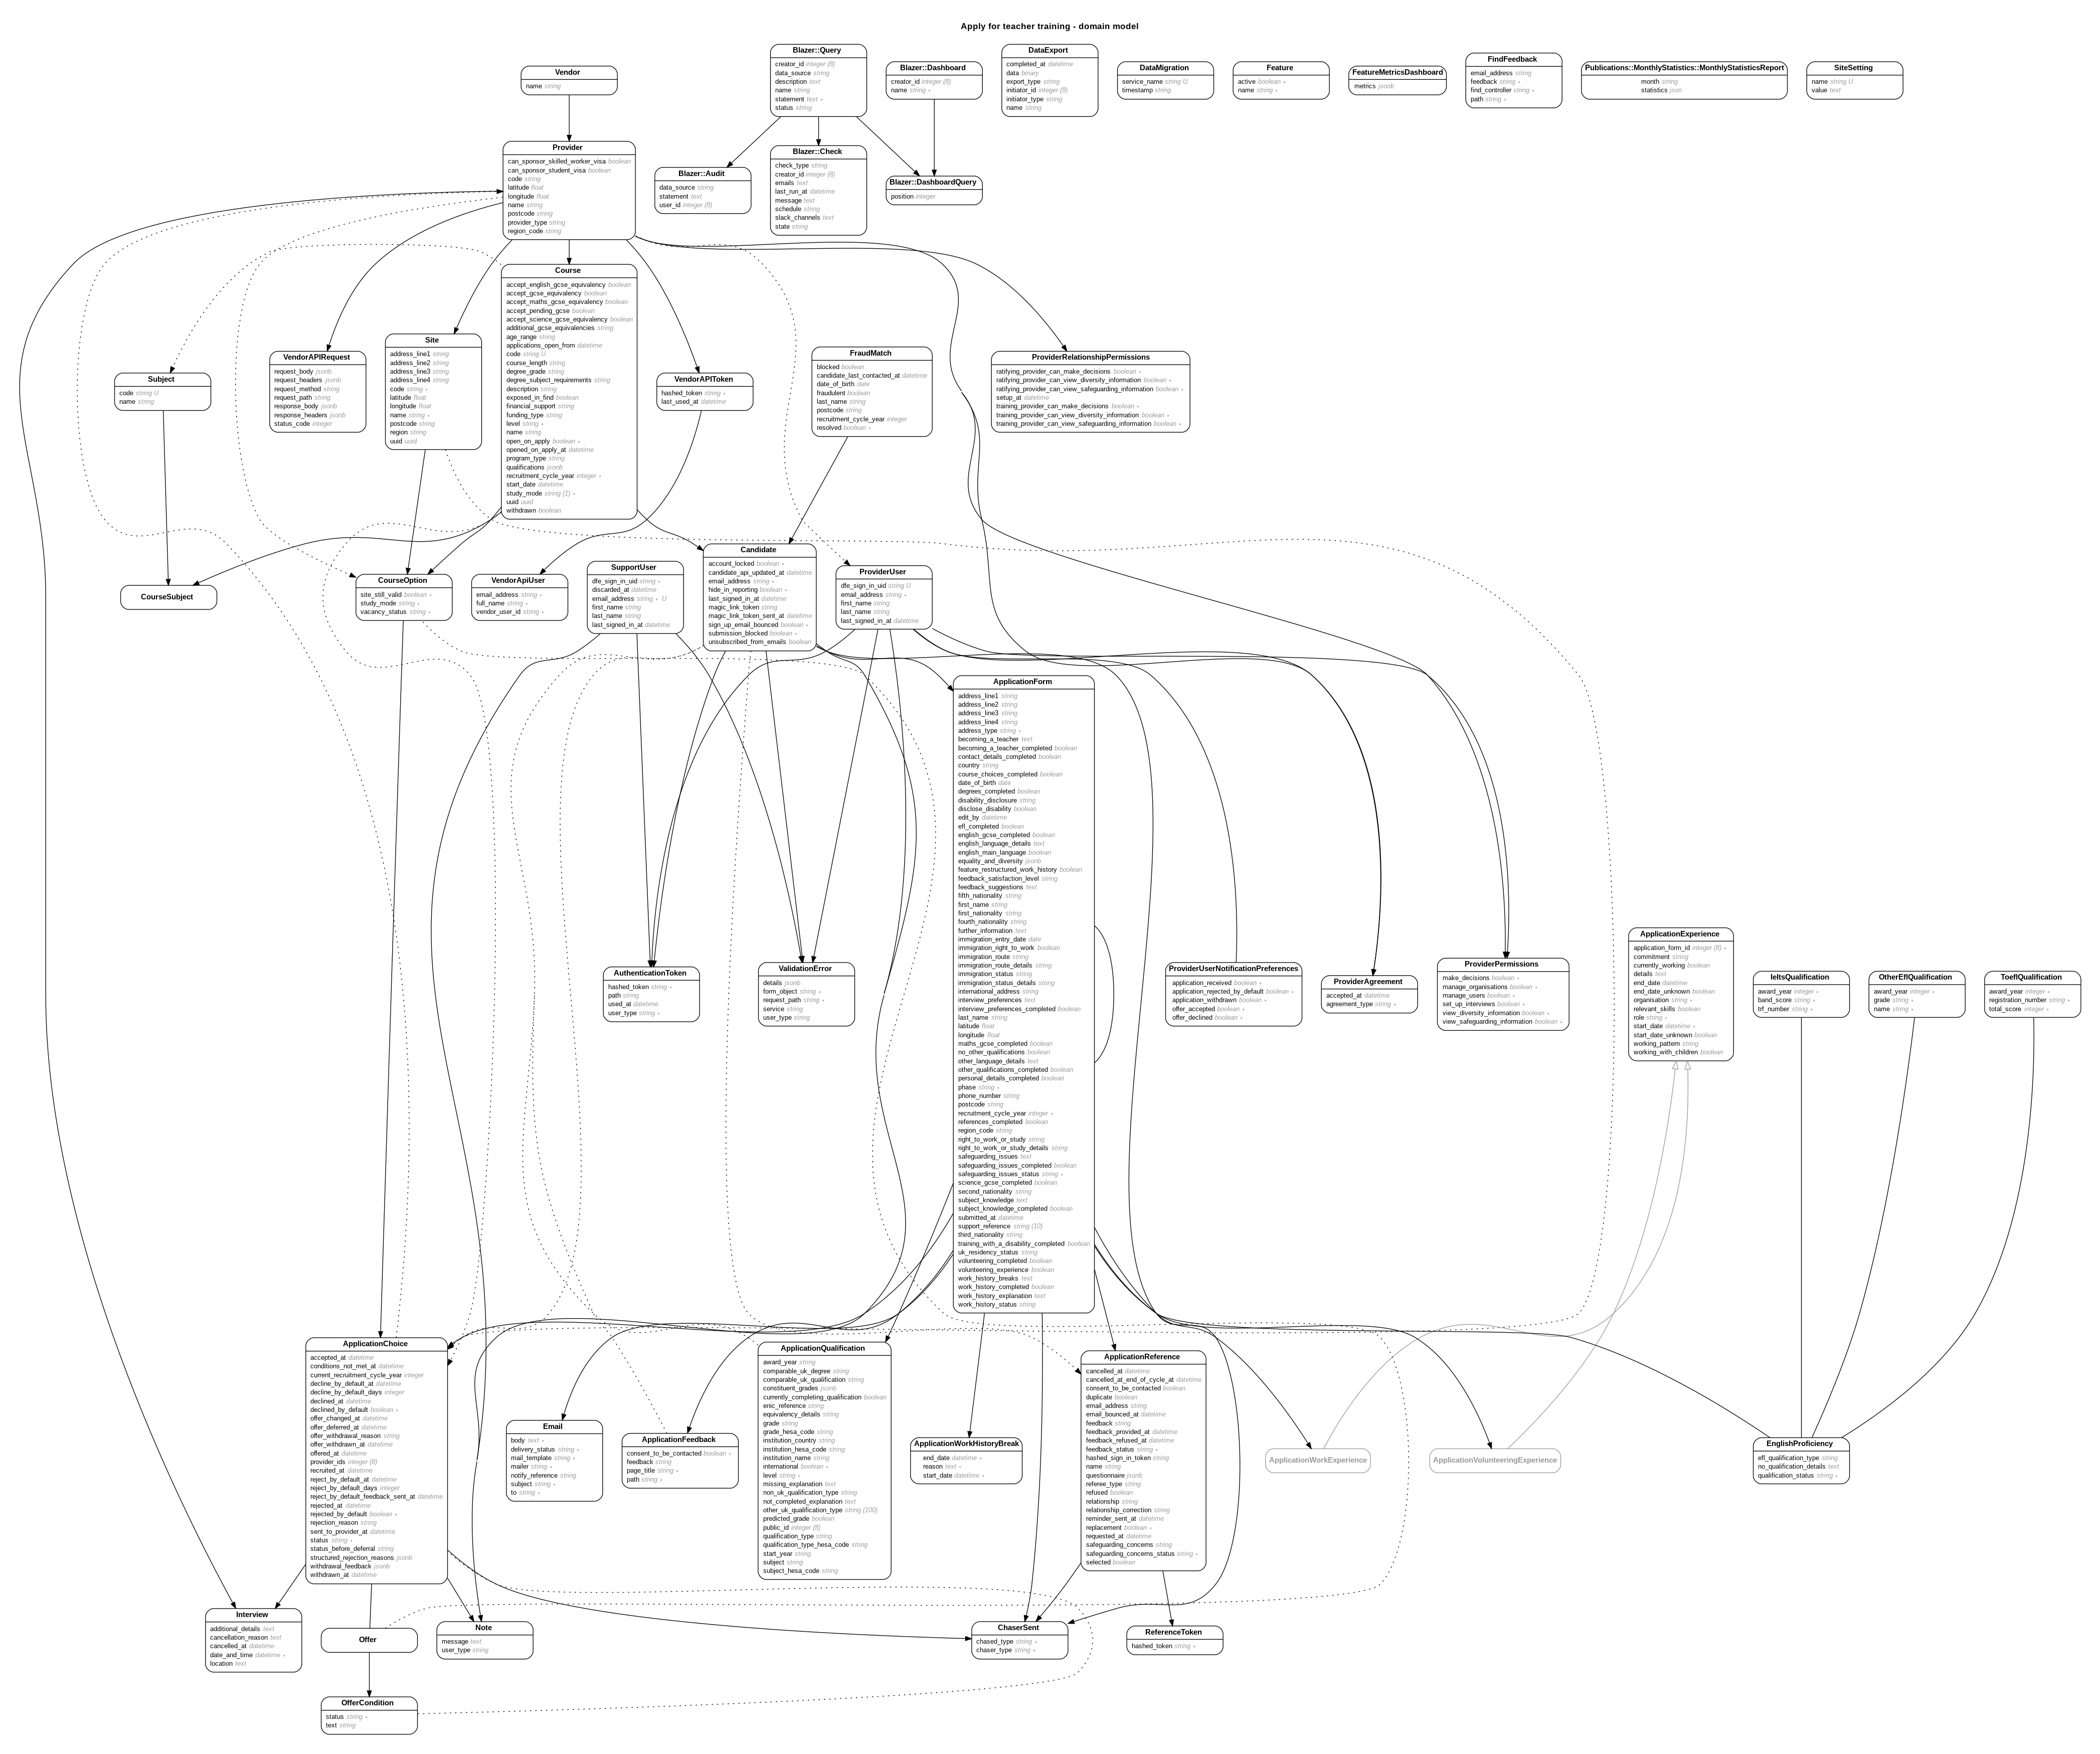 Apply for teacher training - domain model
Vendor
name string
Blazer::Query
creator_id integer (8)
data_source string
description text
name string
statement text ∗
status string
Blazer::Dashboard
creator_id integer (8)
name string ∗
DataExport
completed_at datetime
data binary
export_type string
initiator_id integer (8)
initiator_type string
name string
DataMigration
service_name string U
timestamp string
Feature
active boolean ∗
name string ∗
FeatureMetricsDashboard
metrics jsonb
FindFeedback
email_address string
feedback string ∗
find_controller string ∗
path string ∗
Publications::MonthlyStatistics::MonthlyStatisticsReport
month string
statistics json
SiteSetting
name string U
value text
Provider
can_sponsor_skilled_worker_visa boolean
can_sponsor_student_visa boolean
code string
latitude float
longitude float
name string
postcode string
provider_type string
region_code string
Blazer::Audit
data_source string
statement text
user_id integer (8)
Blazer::Check
check_type string
creator_id integer (8)
emails text
last_run_at datetime
message text
schedule string
slack_channels text
state string
Blazer::DashboardQuery
position integer
Subject
code string U
name string
VendorAPIRequest
request_body jsonb
request_headers jsonb
request_method string
request_path string
response_body jsonb
response_headers jsonb
status_code integer
Site
address_line1 string
address_line2 string
address_line3 string
address_line4 string
code string ∗
latitude float
longitude float
name string ∗
postcode string
region string
uuid uuid
Course
accept_english_gcse_equivalency boolean
accept_gcse_equivalency boolean
accept_maths_gcse_equivalency boolean
accept_pending_gcse boolean
accept_science_gcse_equivalency boolean
additional_gcse_equivalencies string
age_range string
applications_open_from datetime
code string U
course_length string
degree_grade string
degree_subject_requirements string
description string
exposed_in_find boolean
financial_support string
funding_type string
level string ∗
name string
open_on_apply boolean ∗
opened_on_apply_at datetime
program_type string
qualifications jsonb
recruitment_cycle_year integer ∗
start_date datetime
study_mode string (1) ∗
uuid uuid
withdrawn boolean
VendorAPIToken
hashed_token string ∗
last_used_at datetime
FraudMatch
blocked boolean
candidate_last_contacted_at datetime
date_of_birth date
fraudulent boolean
last_name string
postcode string
recruitment_cycle_year integer
resolved boolean ∗
ProviderRelationshipPermissions
ratifying_provider_can_make_decisions boolean ∗
ratifying_provider_can_view_diversity_information boolean ∗
ratifying_provider_can_view_safeguarding_information boolean ∗
setup_at datetime
training_provider_can_make_decisions boolean ∗
training_provider_can_view_diversity_information boolean ∗
training_provider_can_view_safeguarding_information boolean ∗
CourseSubject
CourseOption
site_still_valid boolean ∗
study_mode string ∗
vacancy_status string ∗
VendorApiUser
email_address string ∗
full_name string ∗
vendor_user_id string ∗
SupportUser
dfe_sign_in_uid string ∗
discarded_at datetime
email_address string ∗ U
first_name string
last_name string
last_signed_in_at datetime
Candidate
account_locked boolean ∗
candidate_api_updated_at datetime
email_address string ∗
hide_in_reporting boolean ∗
last_signed_in_at datetime
magic_link_token string
magic_link_token_sent_at datetime
sign_up_email_bounced boolean ∗
submission_blocked boolean ∗
unsubscribed_from_emails boolean
ProviderUser
dfe_sign_in_uid string U
email_address string ∗
first_name string
last_name string
last_signed_in_at datetime
ApplicationForm
address_line1 string
address_line2 string
address_line3 string
address_line4 string
address_type string ∗
becoming_a_teacher text
becoming_a_teacher_completed boolean
contact_details_completed boolean
country string
course_choices_completed boolean
date_of_birth date
degrees_completed boolean
disability_disclosure string
disclose_disability boolean
edit_by datetime
efl_completed boolean
english_gcse_completed boolean
english_language_details text
english_main_language boolean
equality_and_diversity jsonb
feature_restructured_work_history boolean
feedback_satisfaction_level string
feedback_suggestions text
fifth_nationality string
first_name string
first_nationality string
fourth_nationality string
further_information text
immigration_entry_date date
immigration_right_to_work boolean
immigration_route string
immigration_route_details string
immigration_status string
immigration_status_details string
international_address string
interview_preferences text
interview_preferences_completed boolean
last_name string
latitude float
longitude float
maths_gcse_completed boolean
no_other_qualifications boolean
other_language_details text
other_qualifications_completed boolean
personal_details_completed boolean
phase string ∗
phone_number string
postcode string
recruitment_cycle_year integer ∗
references_completed boolean
region_code string
right_to_work_or_study string
right_to_work_or_study_details string
safeguarding_issues text
safeguarding_issues_completed boolean
safeguarding_issues_status string ∗
science_gcse_completed boolean
second_nationality string
subject_knowledge text
subject_knowledge_completed boolean
submitted_at datetime
support_reference string (10)
third_nationality string
training_with_a_disability_completed boolean
uk_residency_status string
volunteering_completed boolean
volunteering_experience boolean
work_history_breaks text
work_history_completed boolean
work_history_explanation text
work_history_status string
AuthenticationToken
hashed_token string ∗
path string
used_at datetime
user_type string ∗
ValidationError
details jsonb
form_object string ∗
request_path string ∗
service string
user_type string
ProviderUserNotificationPreferences
application_received boolean ∗
application_rejected_by_default boolean ∗
application_withdrawn boolean ∗
offer_accepted boolean ∗
offer_declined boolean ∗
ProviderAgreement
accepted_at datetime
agreement_type string ∗
ProviderPermissions
make_decisions boolean ∗
manage_organisations boolean ∗
manage_users boolean ∗
set_up_interviews boolean ∗
view_diversity_information boolean ∗
view_safeguarding_information boolean ∗
ApplicationExperience
application_form_id integer (8) ∗
commitment string
currently_working boolean
details text
end_date datetime
end_date_unknown boolean
organisation string ∗
relevant_skills boolean
role string ∗
start_date datetime ∗
start_date_unknown boolean
working_pattern string
working_with_children boolean
IeltsQualification
award_year integer ∗
band_score string ∗
trf_number string ∗
OtherEflQualification
award_year integer ∗
grade string ∗
name string ∗
ToeflQualification
award_year integer ∗
registration_number string ∗
total_score integer ∗
ApplicationChoice
accepted_at datetime
conditions_not_met_at datetime
current_recruitment_cycle_year integer
decline_by_default_at datetime
decline_by_default_days integer
declined_at datetime
declined_by_default boolean ∗
offer_changed_at datetime
offer_deferred_at datetime
offer_withdrawal_reason string
offer_withdrawn_at datetime
offered_at datetime
provider_ids integer (8)
recruited_at datetime
reject_by_default_at datetime
reject_by_default_days integer
reject_by_default_feedback_sent_at datetime
rejected_at datetime
rejected_by_default boolean ∗
rejection_reason string
sent_to_provider_at datetime
status string ∗
status_before_deferral string
structured_rejection_reasons jsonb
withdrawal_feedback jsonb
withdrawn_at datetime
Email
body text ∗
delivery_status string ∗
mail_template string ∗
mailer string ∗
notify_reference string
subject string ∗
to string ∗
ApplicationFeedback
consent_to_be_contacted boolean ∗
feedback string
page_title string ∗
path string ∗
ApplicationQualification
award_year string
comparable_uk_degree string
comparable_uk_qualification string
constituent_grades jsonb
currently_completing_qualification boolean
enic_reference string
equivalency_details string
grade string
grade_hesa_code string
institution_country string
institution_hesa_code string
institution_name string
international boolean ∗
level string ∗
missing_explanation text
non_uk_qualification_type string
not_completed_explanation text
other_uk_qualification_type string (100)
predicted_grade boolean
public_id integer (8)
qualification_type string
qualification_type_hesa_code string
start_year string
subject string
subject_hesa_code string
ApplicationWorkHistoryBreak
end_date datetime ∗
reason text ∗
start_date datetime ∗
ApplicationReference
cancelled_at datetime
cancelled_at_end_of_cycle_at datetime
consent_to_be_contacted boolean
duplicate boolean
email_address string
email_bounced_at datetime
feedback string
feedback_provided_at datetime
feedback_refused_at datetime
feedback_status string ∗
hashed_sign_in_token string
name string
questionnaire jsonb
referee_type string
refused boolean
relationship string
relationship_correction string
reminder_sent_at datetime
replacement boolean ∗
requested_at datetime
safeguarding_concerns string
safeguarding_concerns_status string ∗
selected boolean
ApplicationWorkExperience
ApplicationVolunteeringExperience
EnglishProficiency
efl_qualification_type string
no_qualification_details text
qualification_status string ∗
Interview
additional_details text
cancellation_reason text
cancelled_at datetime
date_and_time datetime ∗
location text
Offer
Note
message text
user_type string
ChaserSent
chased_type string ∗
chaser_type string ∗
ReferenceToken
hashed_token string ∗
OfferCondition
status string ∗
text string